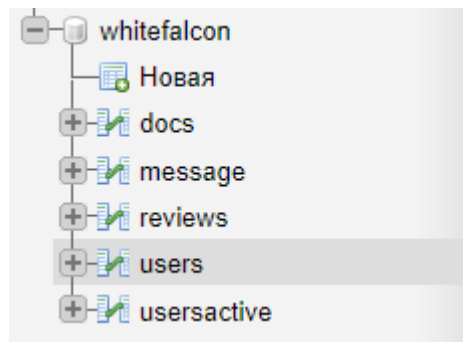 whitefalcon
Новая
docs
message
reviews
users
usersactive